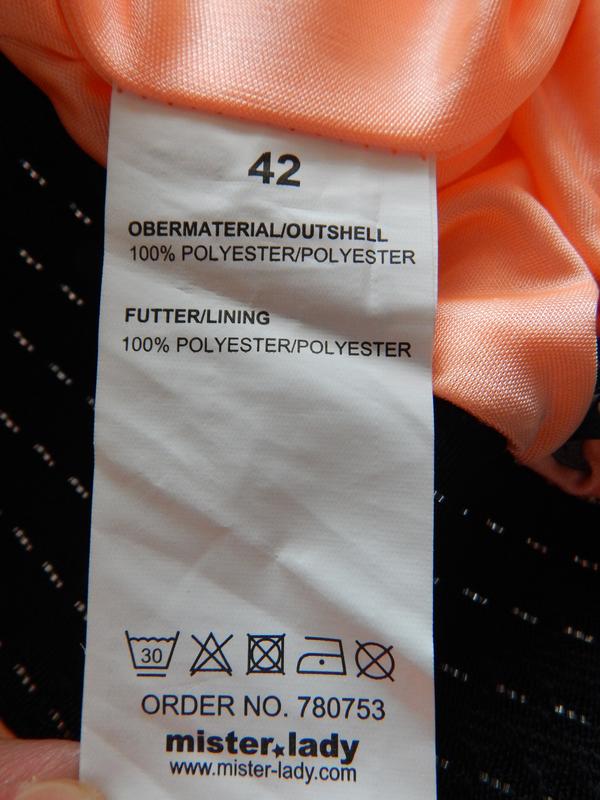 42
OBERMATERIAL/OUTSHELL
100% POLYESTER/POLYESTER
FUTTER/LINING
100% POLYESTER/POLYESTER
30
ORDER NO. 780753
mister★lady
www.mister-lady.com